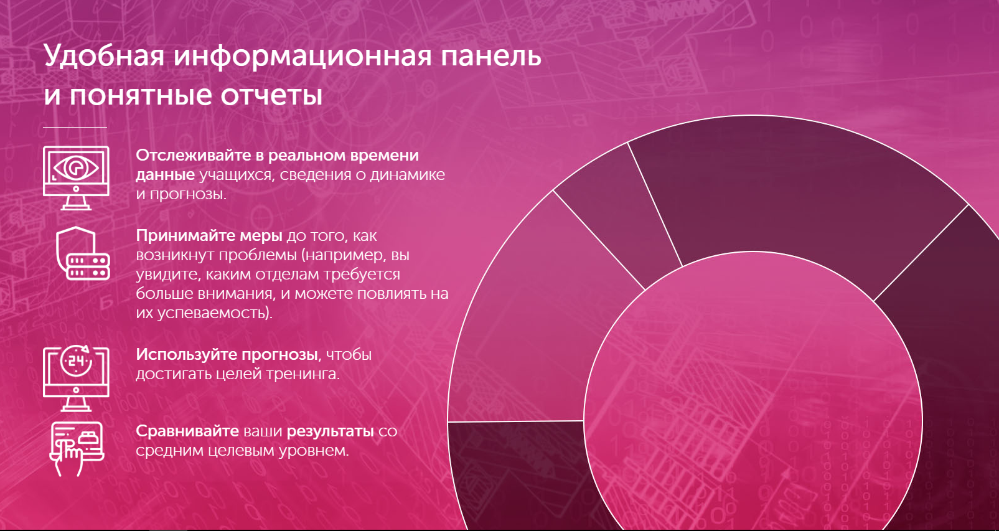 Удобная информационная панель
и понятные отчеты
Отслеживайте в реальном времени
данные учащихся, сведения о динамике
и прогнозы.
Принимайте меры до того, как
возникнут проблемы (например, вы
увидите, каким отделам требуется
больше внимания, и можете повлиять на
их успеваемость).
24
Используйте прогнозы, чтобы
достигать целей тренинга.
Сравнивайте ваши результаты со
средним целевым уровнем.